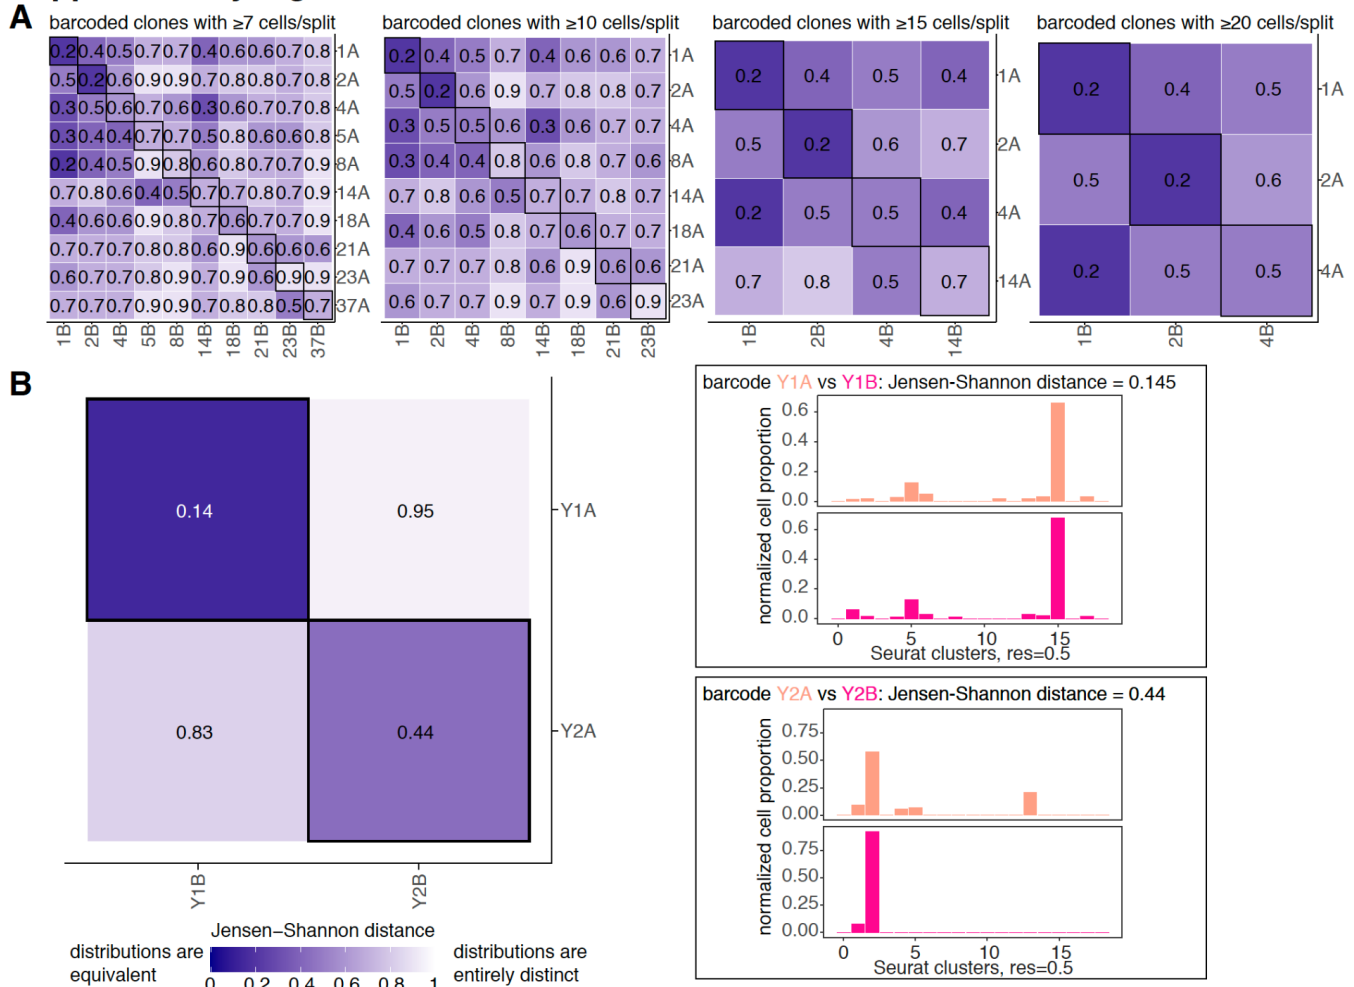 A
barcoded clones with ≥7 cells/split
0.2 0.4 0.5 0.7 0.7 0.4 0.6 0.6 0.7 0.8 1A
0.5 0.2 0.6 0.9 0.9 0.7 0.8 0.8 0.7 0.8 2A
0.3 0.5 0.6 0.7 0.6 0.3 0.6 0.7 0.7 0.8 4A
0.3 0.4 0.4 0.7 0.7 0.5 0.8 0.6 0.6 0.8 5A
0.2 0.4 0.5 0.9 0.8 0.6 0.8 0.7 0.7 0.9 8A
0.7 0.8 0.6 0.4 0.5 0.7 0.7 0.8 0.7 0.9 14A
0.4 0.6 0.6 0.9 0.8 0.7 0.6 0.7 0.7 0.9 18A
0.7 0.7 0.7 0.8 0.8 0.6 0.9 0.6 0.6 0.6 21A
0.6 0.7 0.7 0.8 0.9 0.7 0.9 0.6 0.9 0.9 23A
0.7 0.7 0.7 0.9 0.9 0.7 0.8 0.8 0.5 0.7 37A
1B 2B 4B 5B 8B 14B 18B 21B 23B 37B
barcoded clones with ≥10 cells/split
0.2 0.4 0.5 0.7 0.4 0.6 0.6 0.7 1A
0.5 0.2 0.6 0.9 0.7 0.8 0.8 0.7 2A
0.3 0.5 0.5 0.6 0.3 0.6 0.7 0.7 4A
0.3 0.4 0.4 0.8 0.6 0.8 0.7 0.6 8A
0.7 0.8 0.6 0.5 0.7 0.7 0.8 0.7 14A
0.4 0.6 0.5 0.8 0.7 0.6 0.7 0.7 18A
0.7 0.7 0.7 0.8 0.6 0.9 0.6 0.6 21A
0.6 0.7 0.7 0.9 0.7 0.9 0.6 0.9 23A
1B 2B 4B 8B 14B 18B 21B 23B
barcoded clones with ≥15 cells/split
0.2 0.4 0.5 0.4 1A
0.5 0.2 0.6 0.7 2A
0.2 0.5 0.5 0.4 4A
0.7 0.8 0.5 0.7 14A
1B 2B 4B 14B
barcoded clones with ≥20 cells/split
0.2 0.4 0.5 1A
0.5 0.2 0.6 2A
0.2 0.5 0.5 4A
1B 2B 4B
B
0.14 0.95 Y1A
0.83 0.44 Y2A
Y1B Y2B
Jensen−Shannon distance
distributions are equivalent
0 0.2 0.4 0.6 0.8 1
distributions are entirely distinct
barcode Y1A vs Y1B: Jensen-Shannon distance = 0.145
normalized cell proportion
0.6
0.4
0.2
0.0
0.6
0.4
0.2
0.0
0 5 10 15
Seurat clusters, res=0.5
barcode Y2A vs Y2B: Jensen-Shannon distance = 0.44
normalized cell proportion
0.75
0.50
0.25
0.00
0.75
0.50
0.25
0.00
0 5 10 15
Seurat clusters, res=0.5